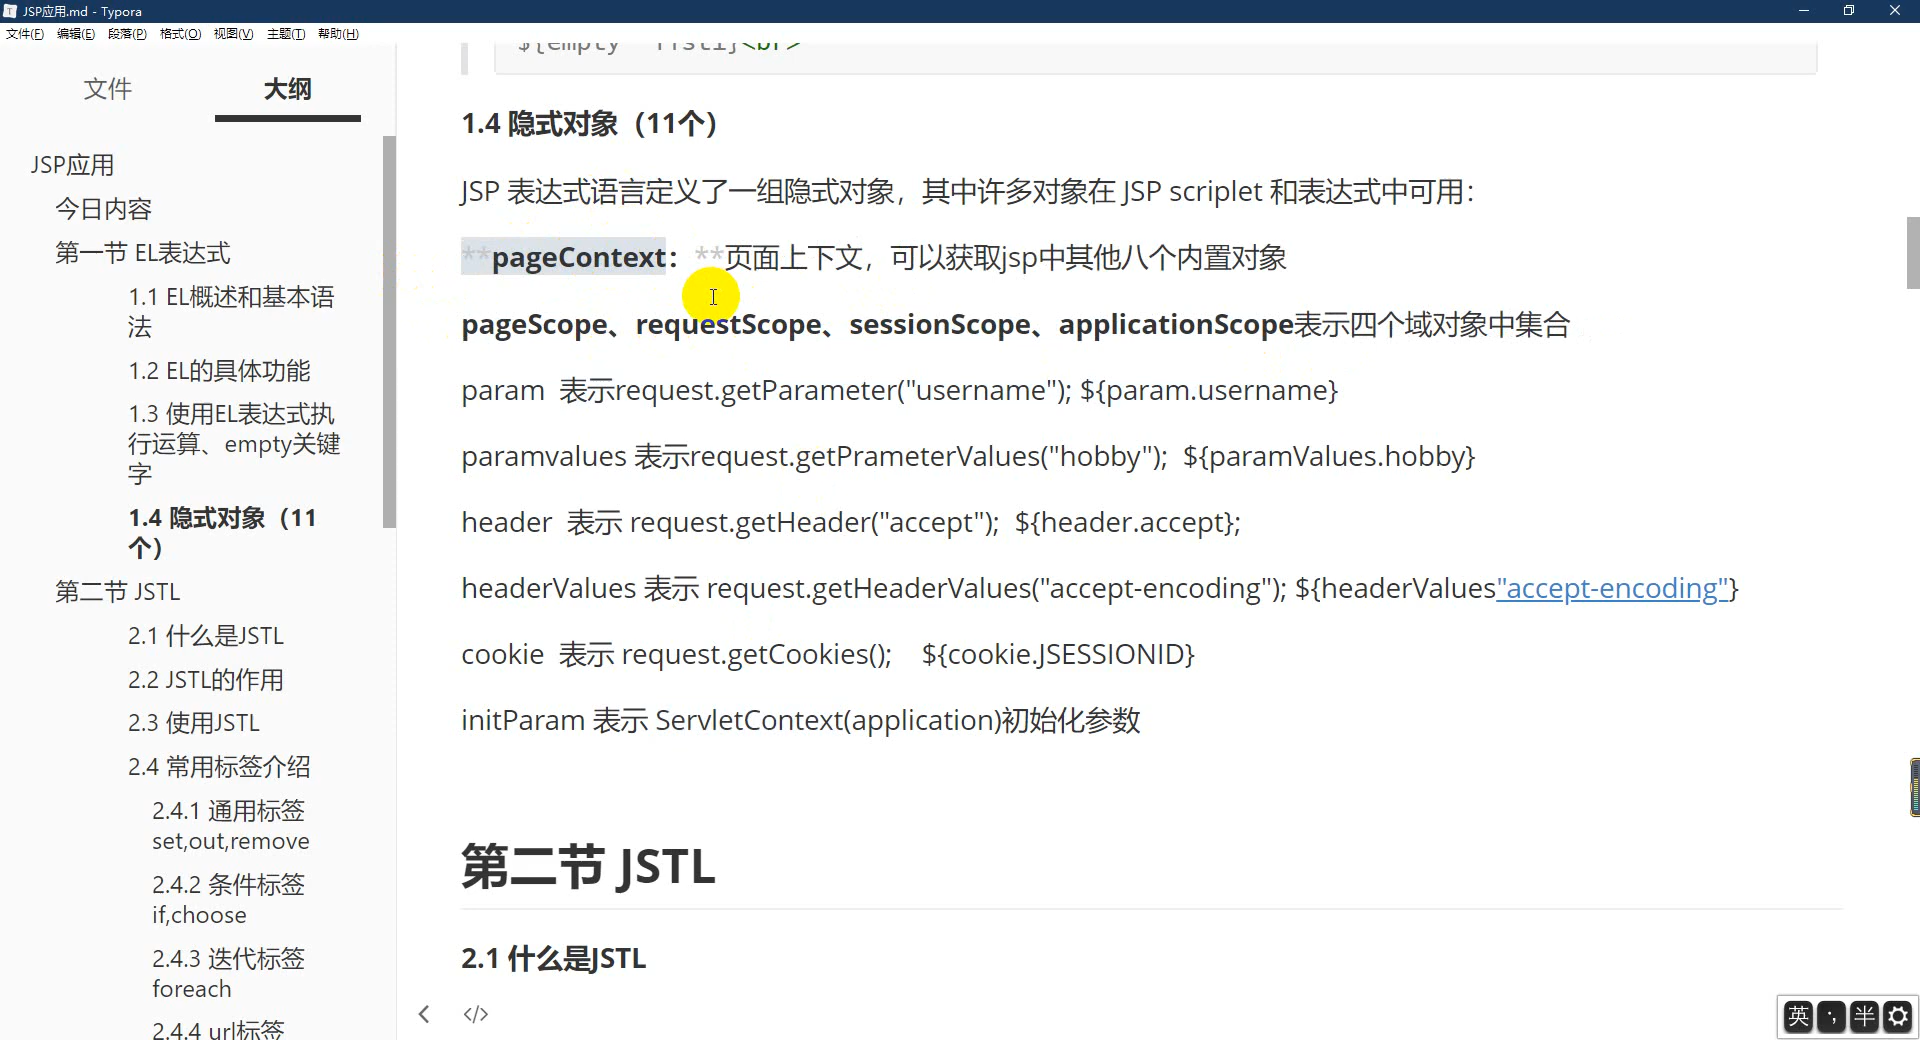 JSP应用.md - Typora
文件(F) 编辑(E) 段落(P) 格式(O) 视图(V) 主题(T) 帮助(H)
文件 大纲
JSP应用
今日内容
第一节 EL表达式
1.1 EL概述和基本语
法
1.2 EL的具体功能
1.3 使用EL表达式执
行运算、empty关键
字
1.4 隐式对象（11
个）
第二节 JSTL
2.1 什么是JSTL
2.2 JSTL的作用
2.3 使用JSTL
2.4 常用标签介绍
2.4.1 通用标签
set,out,remove
2.4.2 条件标签
if,choose
2.4.3 迭代标签
foreach
2.4.4 url标签
${empty list1}<br>
1.4 隐式对象（11个）
JSP 表达式语言定义了一组隐式对象，其中许多对象在 JSP scriplet 和表达式中可用：
**pageContext： **页面上下文，可以获取jsp中其他八个内置对象
pageScope、requestScope、sessionScope、applicationScope表示四个域对象中集合
param 表示request.getParameter("username"); ${param.username}
paramvalues 表示request.getPrameterValues("hobby"); ${paramValues.hobby}
header 表示 request.getHeader("accept"); ${header.accept};
headerValues 表示 request.getHeaderValues("accept-encoding"); ${headerValues"accept-encoding"}
cookie 表示 request.getCookies(); ${cookie.JSESSIONID}
initParam 表示 ServletContext(application)初始化参数
第二节 JSTL
2.1 什么是JSTL
</>
英 ·, 半